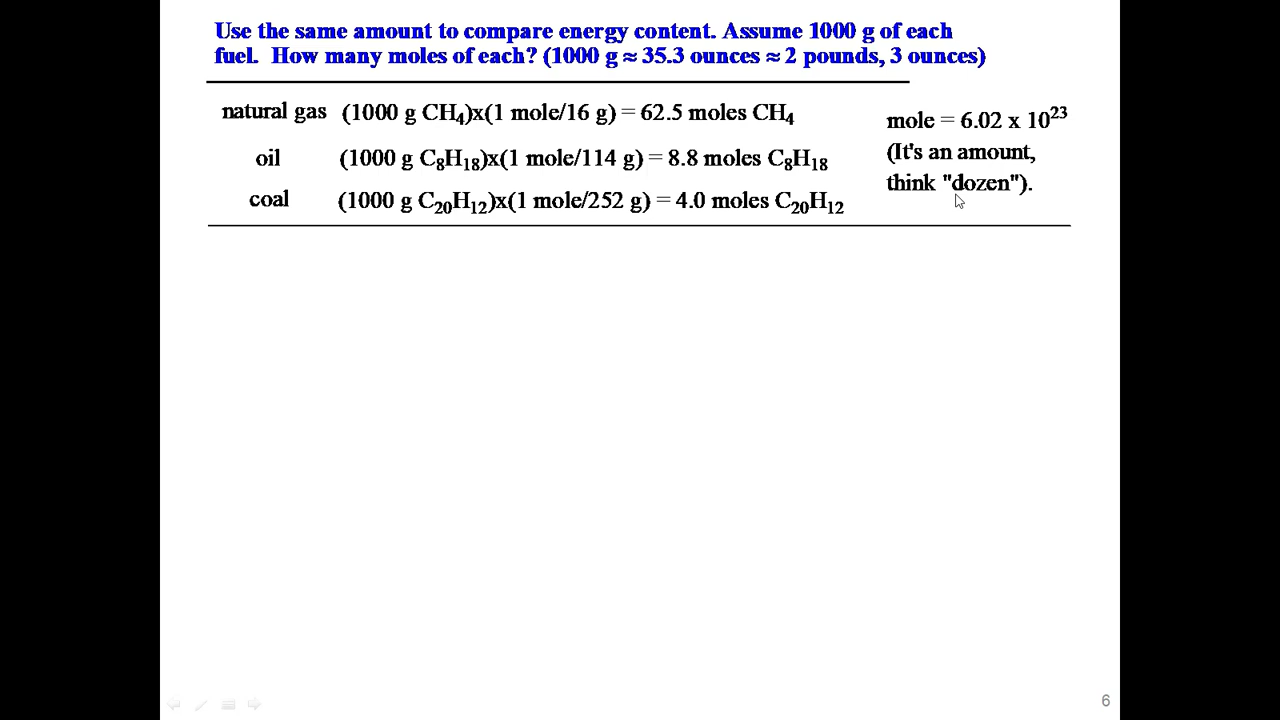 Use the same amount to compare energy content. Assume 1000 g of each
fuel.  How many moles of each? (1000 g ≈ 35.3 ounces ≈ 2 pounds, 3 ounces)
natural gas (1000 g CH₄)x(1 mole/16 g) = 62.5 moles CH₄
oil (1000 g C₈H₁₈)x(1 mole/114 g) = 8.8 moles C₈H₁₈
coal (1000 g C₂₀H₁₂)x(1 mole/252 g) = 4.0 moles C₂₀H₁₂
mole = 6.02 x 10²³
(It's an amount,
think "dozen").
6